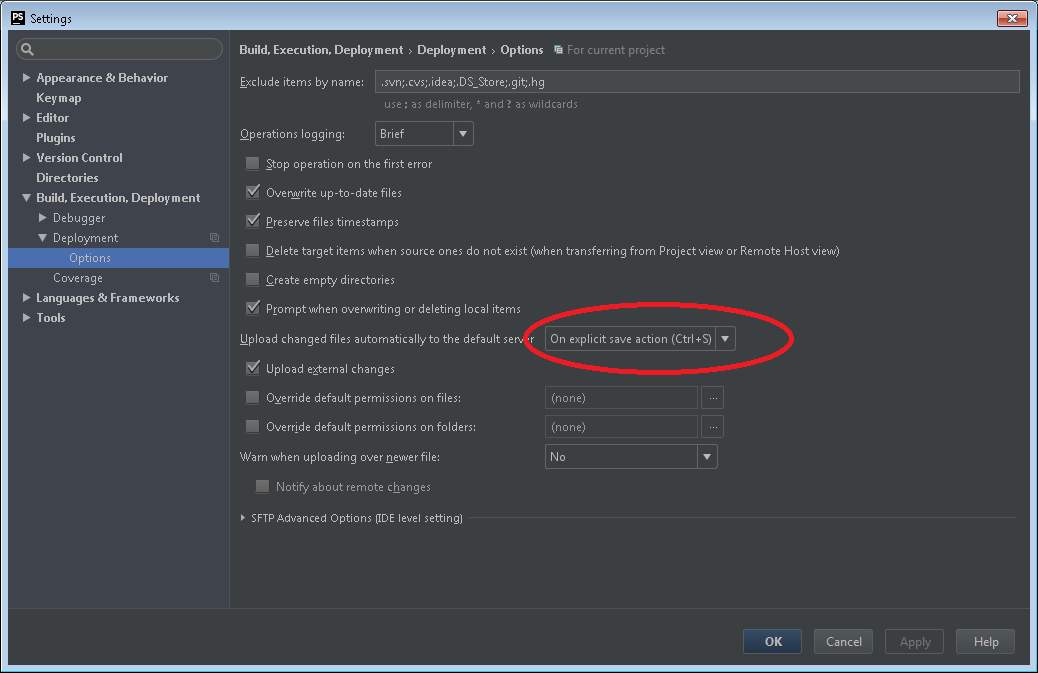 PS Settings
Build, Execution, Deployment › Deployment › Options For current project
Appearance & Behavior
Keymap
Editor
Plugins
Version Control
Directories
Build, Execution, Deployment
Debugger
Deployment
Options
Coverage
Languages & Frameworks
Tools
Exclude items by name: .svn;.cvs;.idea;.DS_Store;.git;.hg
use ; as delimiter, * and ? as wildcards
Operations logging: Brief
Stop operation on the first error
Overwrite up-to-date files
Preserve files timestamps
Delete target items when source ones do not exist (when transferring from Project view or Remote Host view)
Create empty directories
Prompt when overwriting or deleting local items
Upload changed files automatically to the default server On explicit save action (Ctrl+S)
Upload external changes
Override default permissions on files: (none) ...
Override default permissions on folders: (none) ...
Warn when uploading over newer file: No
Notify about remote changes
SFTP Advanced Options (IDE level setting)
OK Cancel Apply Help